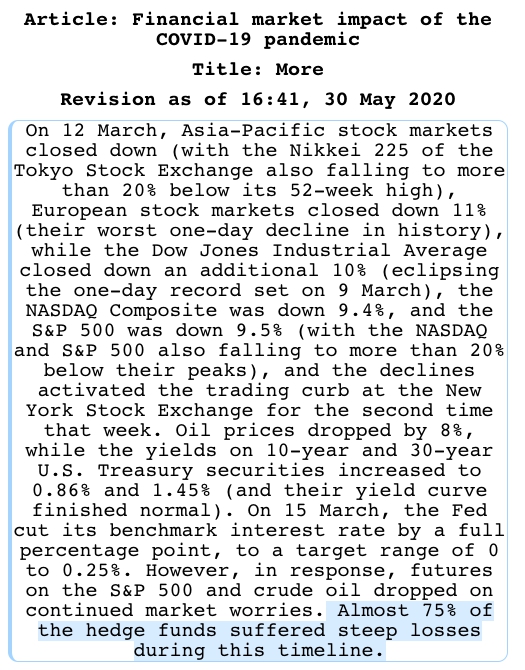 Article: Financial market impact of the
COVID-19 pandemic
Title: More
Revision as of 16:41, 30 May 2020
On 12 March, Asia-Pacific stock markets
closed down (with the Nikkei 225 of the
Tokyo Stock Exchange also falling to more
than 20% below its 52-week high),
European stock markets closed down 11%
(their worst one-day decline in history),
while the Dow Jones Industrial Average
closed down an additional 10% (eclipsing
the one-day record set on 9 March), the
NASDAQ Composite was down 9.4%, and the
S&P 500 was down 9.5% (with the NASDAQ
and S&P 500 also falling to more than 20%
below their peaks), and the declines
activated the trading curb at the New
York Stock Exchange for the second time
that week. Oil prices dropped by 8%,
while the yields on 10-year and 30-year
U.S. Treasury securities increased to
0.86% and 1.45% (and their yield curve
finished normal). On 15 March, the Fed
cut its benchmark interest rate by a full
percentage point, to a target range of 0
to 0.25%. However, in response, futures
on the S&P 500 and crude oil dropped on
continued market worries. Almost 75% of
the hedge funds suffered steep losses
during this timeline.